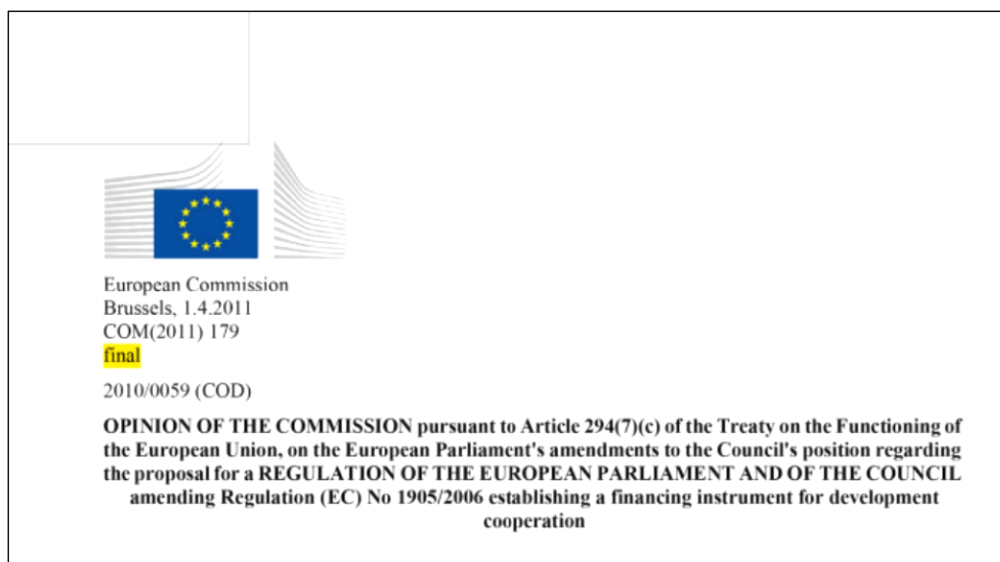 European Commission
Brussels, 1.4.2011
COM(2011) 179
final
2010/0059 (COD)
OPINION OF THE COMMISSION pursuant to Article 294(7)(c) of the Treaty on the Functioning of
the European Union, on the European Parliament's amendments to the Council's position regarding
the proposal for a REGULATION OF THE EUROPEAN PARLIAMENT AND OF THE COUNCIL
amending Regulation (EC) No 1905/2006 establishing a financing instrument for development
cooperation